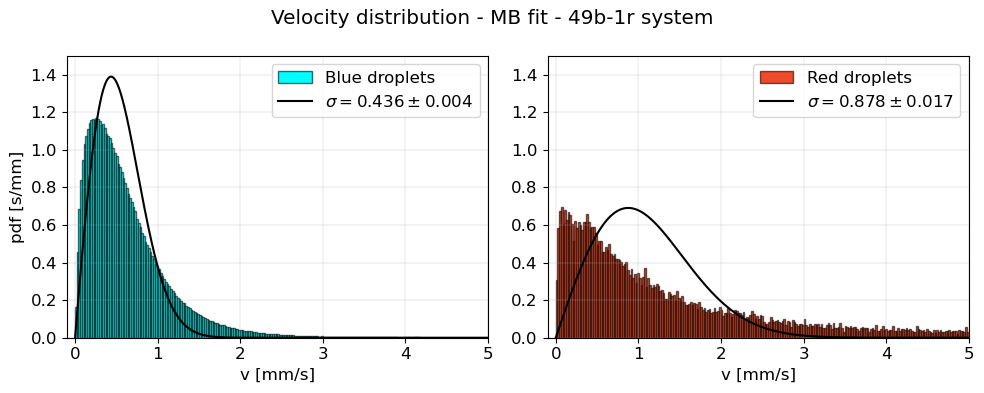 Velocity distribution - MB fit - 49b-1r system
pdf [s/mm]
1.4
1.2
1.0
0.8
0.6
0.4
0.2
0.0
Blue droplets
σ = 0.436 ± 0.004
0 1 2 3 4 5
v [mm/s]
1.4
1.2
1.0
0.8
0.6
0.4
0.2
0.0
Red droplets
σ = 0.878 ± 0.017
0 1 2 3 4 5
v [mm/s]